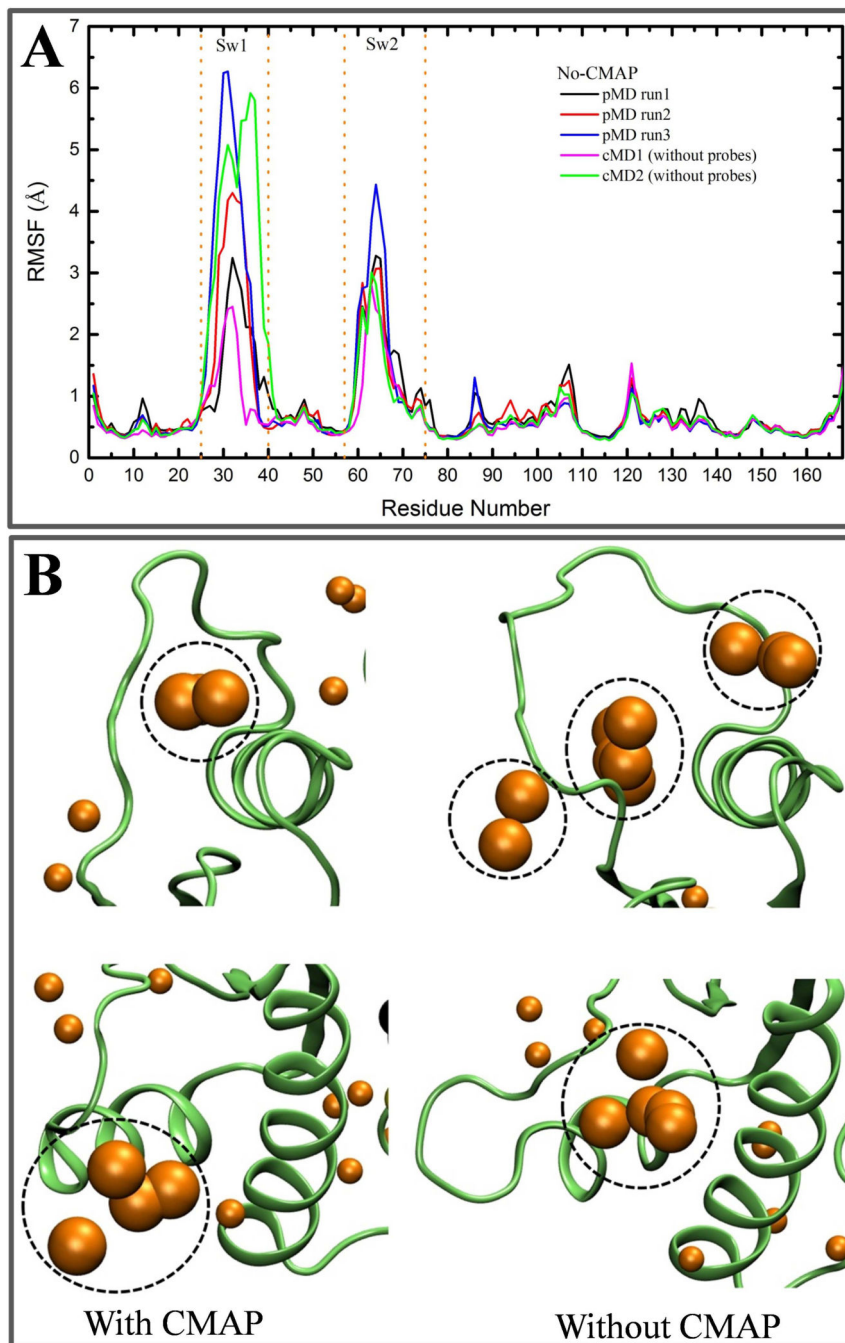 A
Sw1
Sw2
No-CMAP
pMD run1
pMD run2
pMD run3
cMD1 (without probes)
cMD2 (without probes)
RMSF (Å)
7
6
5
4
3
2
1
0
0 10 20 30 40 50 60 70 80 90 100 110 120 130 140 150 160
Residue Number
B
With CMAP
Without CMAP